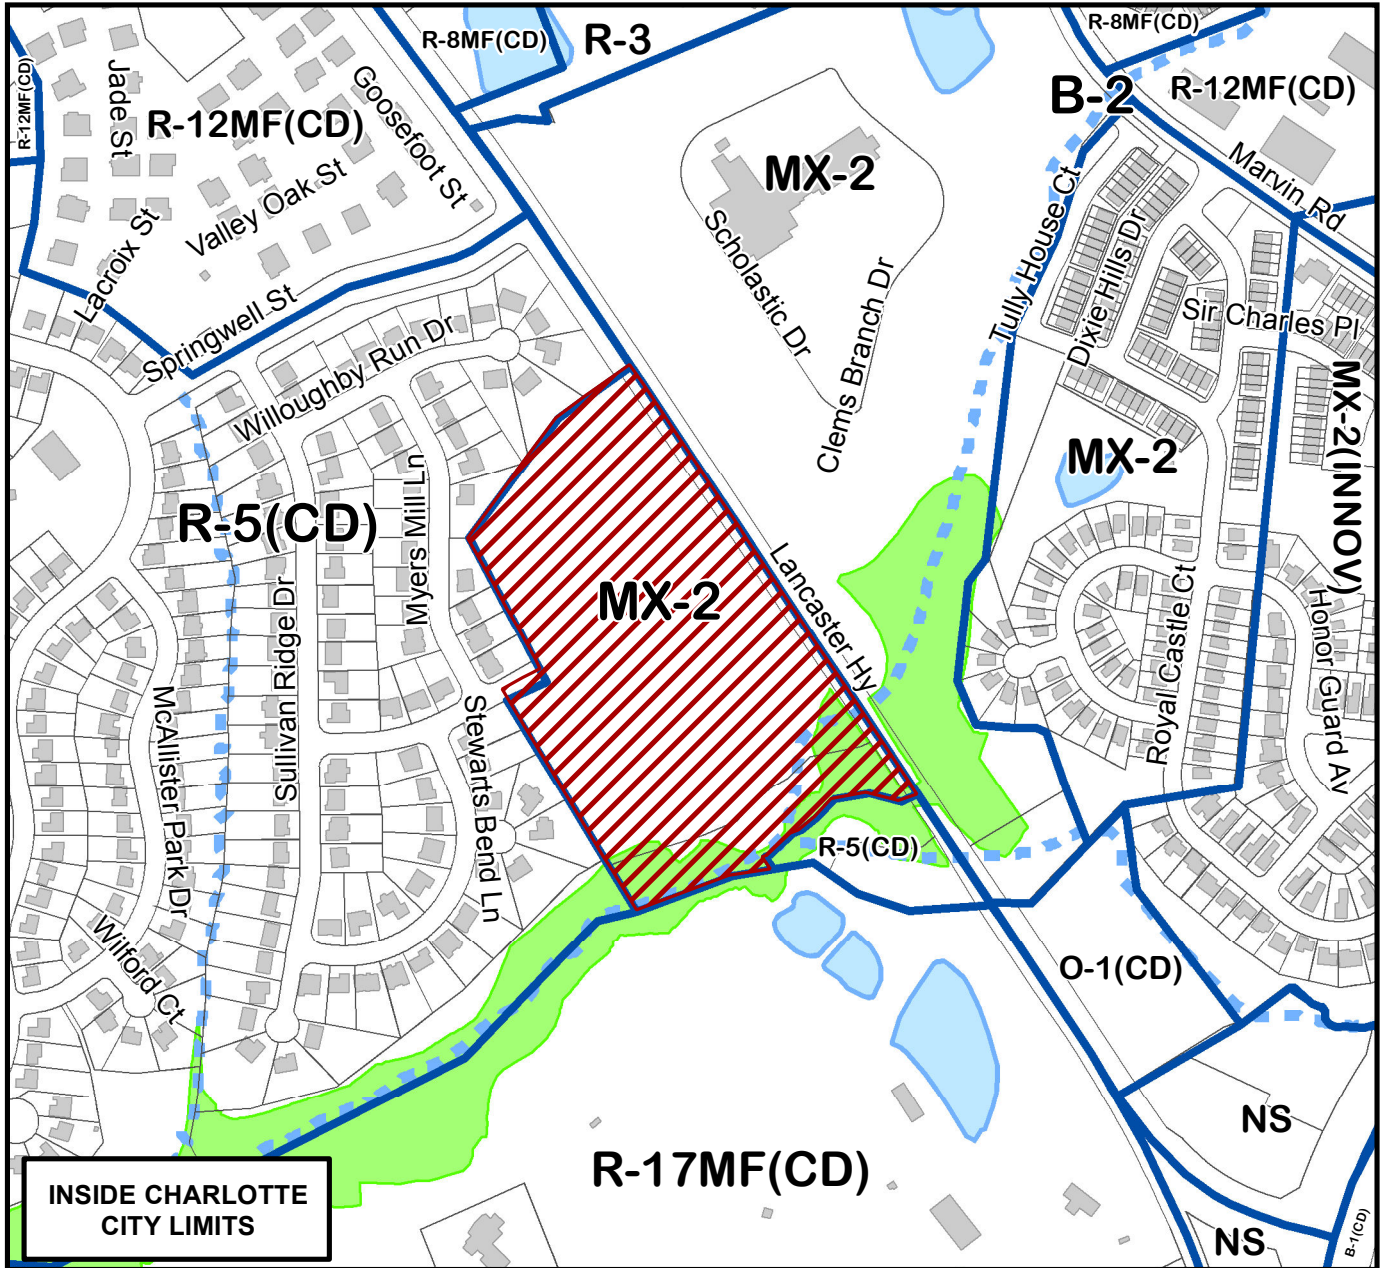 R-8MF(CD)
R-3
R-8MF(CD)
R-12MF(CD)
Jade St
R-12MF(CD)
Goosefoot St
B-2
R-12MF(CD)
MX-2
Marvin Rd
Valley Oak St
Lacroix St
Scholastic Dr
Tully House Ct
Dixie Hills Dr
Clems Branch Dr
Springwell St
Sir Charles Pl
Willoughby Run Dr
MX-2(INNOV)
MX-2
Myers Mill Ln
R-5(CD)
Lancaster Hy
MX-2
Sullivan Ridge Dr
Royal Castle Ct
Honor Guard Av
McAllister Park Dr
Stewarts Bend Ln
R-5(CD)
Wilford Ct
O-1(CD)
NS
R-17MF(CD)
INSIDE CHARLOTTE
CITY LIMITS
NS
B-1(CD)